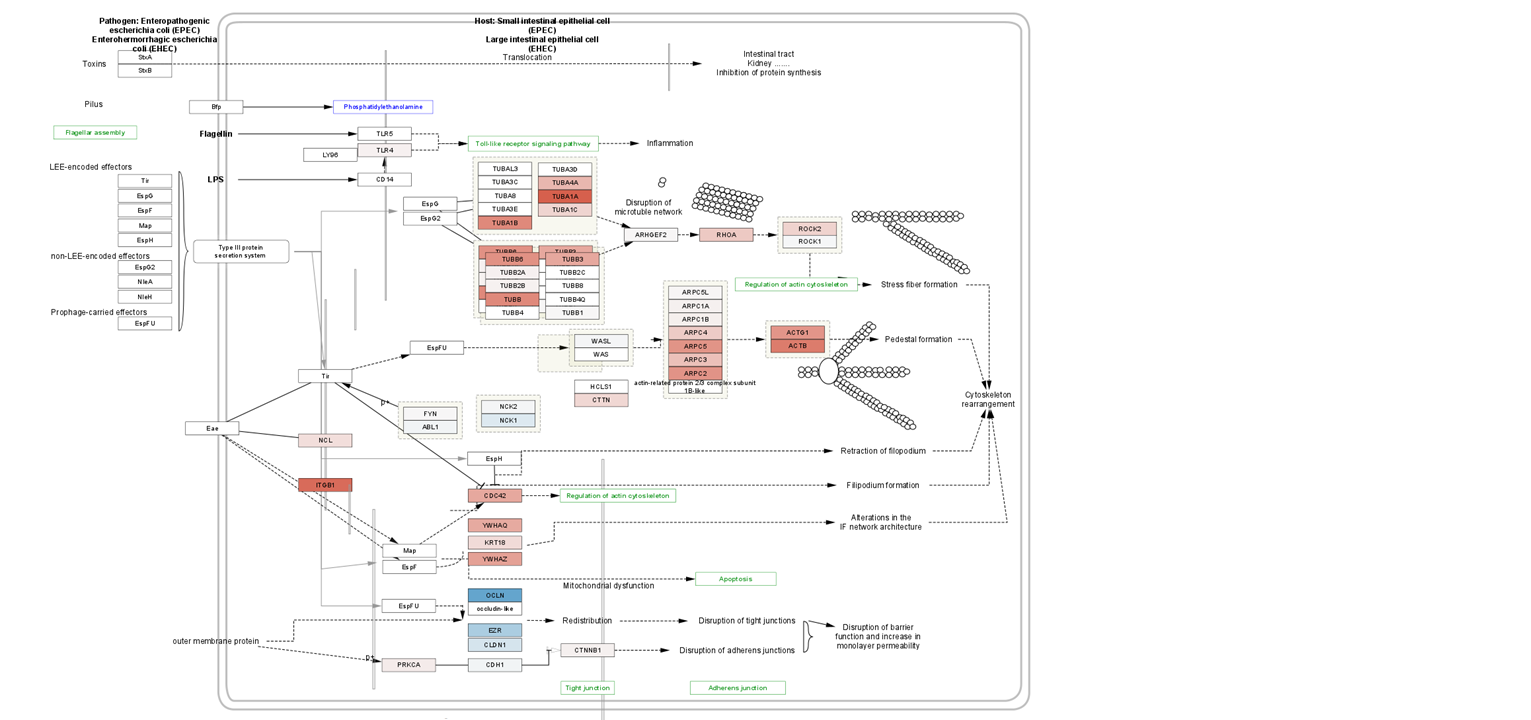 Pathogen: Enteropathogenic
escherichia coli (EPEC)
Enterohemorrhagic escherichia
coli (EHEC)
Host: Small intestinal epithelial cell
(EPEC)
Large intestinal epithelial cell
(EHEC)
Toxins
StxA
StxB
Translocation
Intestinal tract
Kidney .......
Inhibition of protein synthesis
Pilus
Bfp
Phosphatidylethanolamine
Flagellar assembly
Flagellin
TLR5
LY96
TLR4
Toll-like receptor signaling pathway
Inflammation
LPS
CD14
LEE-encoded effectors
Tir
EspG
EspF
Map
EspH
non-LEE-encoded effectors
EspG2
NleA
NleH
Prophage-carried effectors
EspFU
Type III protein
secretion system
EspG
EspG2
TUBAL3
TUBA3C
TUBA8
TUBA3E
TUBA1B
TUBA3D
TUBA4A
TUBA1A
TUBA1C
Disruption of
microtuble network
ARHGEF2
RHOA
ROCK2
ROCK1
TUBB6
TUBB3
TUBB6
TUBB2A
TUBB2B
TUBB
TUBB4
TUBB3
TUBB2C
TUBB8
TUBB4Q
TUBB1
Regulation of actin cytoskeleton
Stress fiber formation
ARPC5L
ARPC1A
ARPC1B
ARPC4
ARPC5
ARPC3
ARPC2
actin-related protein 2/3 complex subunit
1B-like
EspFU
WASL
WAS
ACTG1
ACTB
Pedestal formation
Tir
HCLS1
CTTN
Cytoskeleton
rearrangement
p+
FYN
ABL1
NCK2
NCK1
Eae
NCL
EspH
Retraction of filopodium
ITGB1
CDC42
Regulation of actin cytoskeleton
Filipodium formation
YWHAQ
KRT18
YWHAZ
Alterations in the
IF network architecture
Map
EspF
Mitochondrial dysfunction
Apoptosis
OCLN
occludin-like
EspFU
EZR
CLDN1
Redistribution
Disruption of tight junctions
outer membrane protein
p+
PRKCA
CDH1
CTNNB1
Disruption of adherens junctions
Disruption of barrier
function and increase in
monolayer permeability
Tight junction
Adherens junction